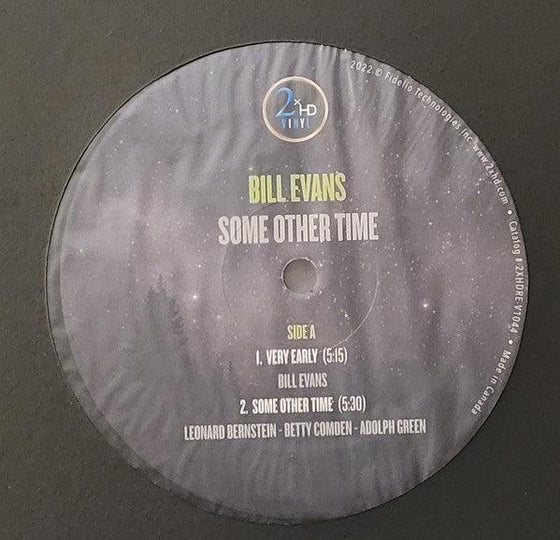 2xHD
VINYL
BILL EVANS
SOME OTHER TIME
SIDE A
1. VERY EARLY (5:15)
BILL EVANS
2. SOME OTHER TIME (5:30)
LEONARD BERNSTEIN - BETTY COMDEN - ADOLPH GREEN
2022 © Fidelio Technologies Inc. www.2xhd.com • Catalog # 2XHDRE-V1044 • Made in Canada